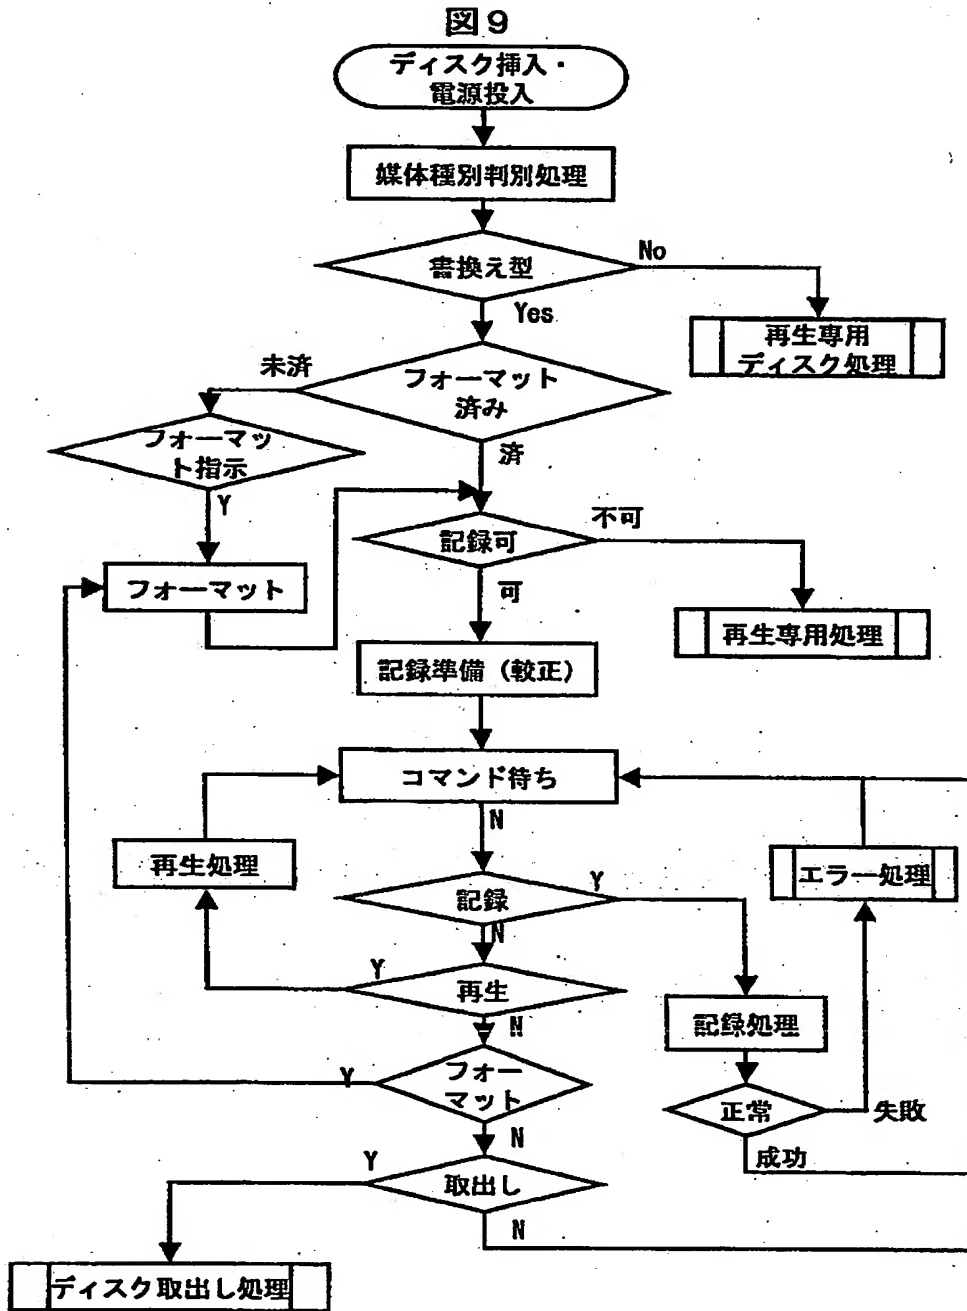 図9
ディスク挿入・
電源投入
媒体種別判別処理
書換え型
No
Yes
再生専用
ディスク処理
未済
フォーマット
済み
フォーマッ
ト指示
済
Y
不可
記録可
フォーマット
可
再生専用処理
記録準備（較正）
コマンド待ち
N
再生処理
エラー処理
Y
記録
N
Y
再生
記録処理
N
Y
フォー
マット
正常
失敗
N
成功
Y
取出し
N
ディスク取出し処理